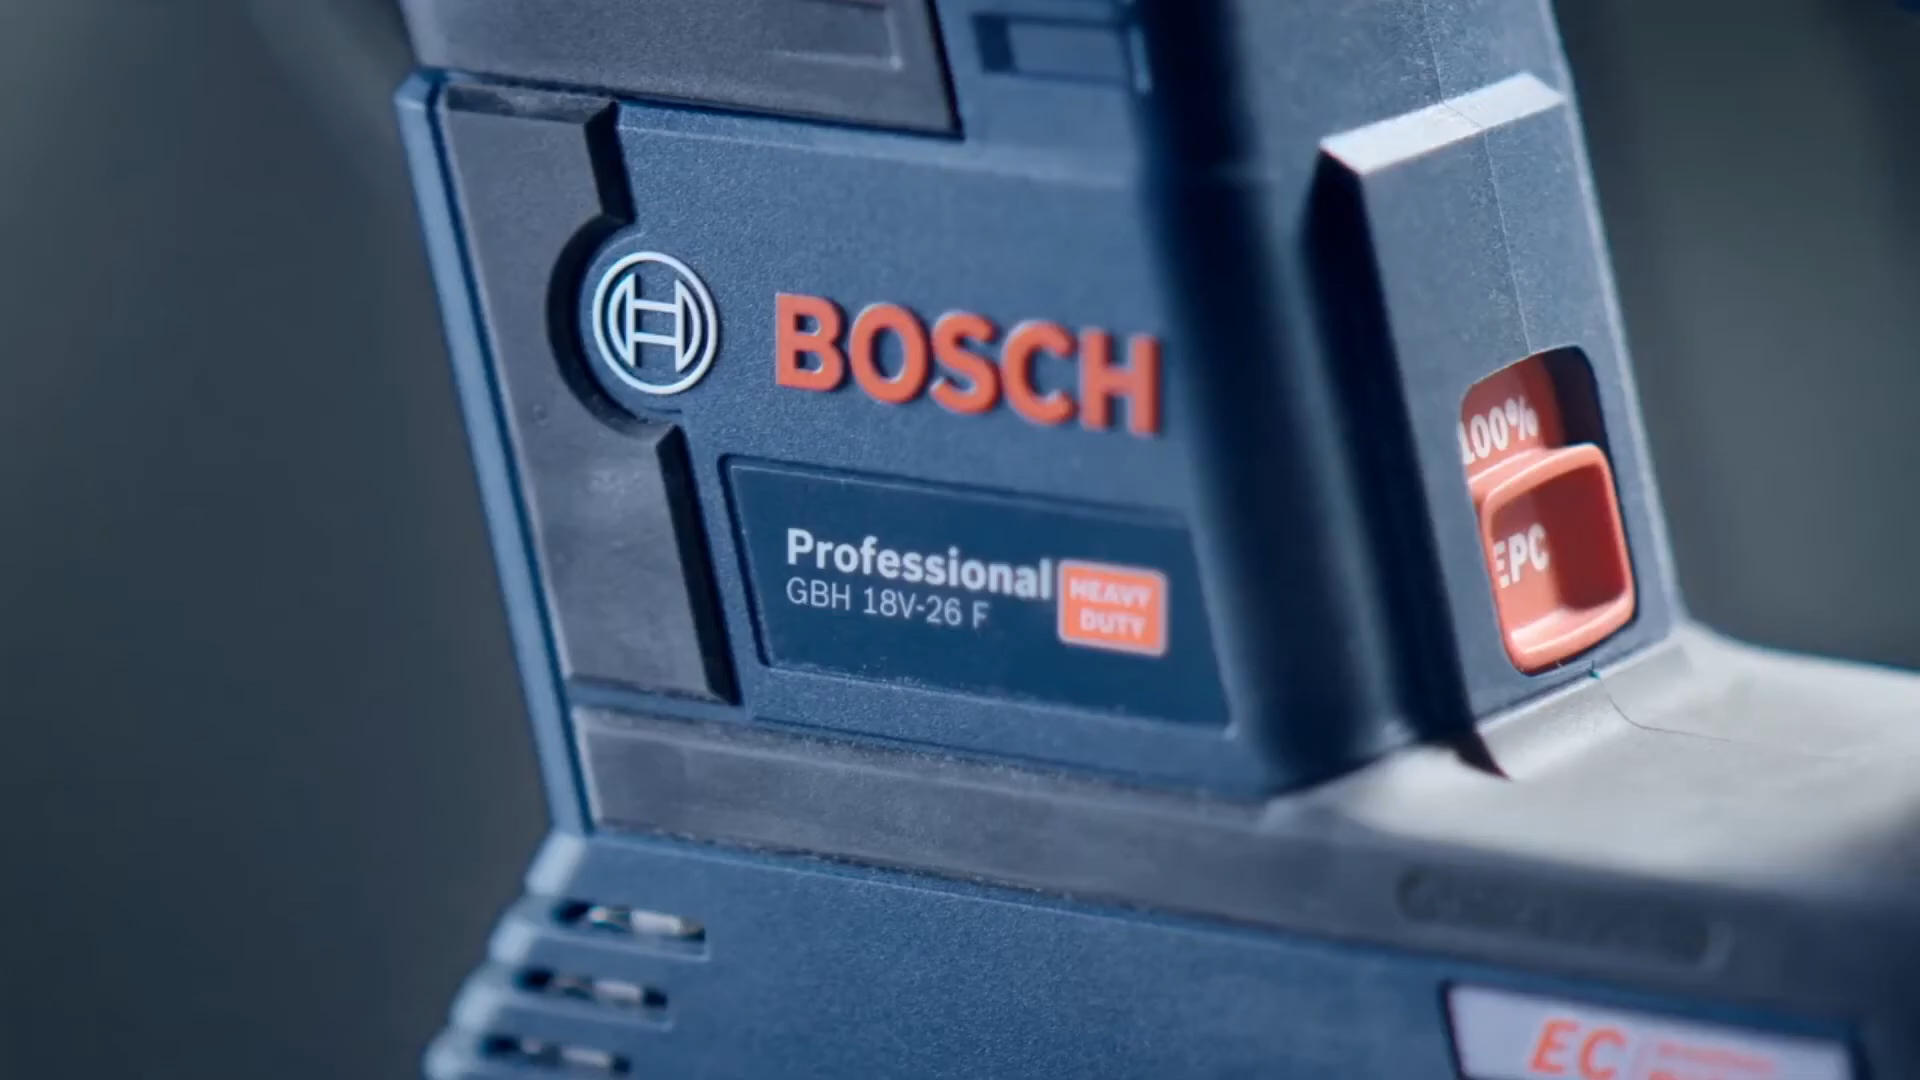 BOSCH
Professional
GBH 18V-26 F
HEAVY
DUTY
100%
EPC
EC